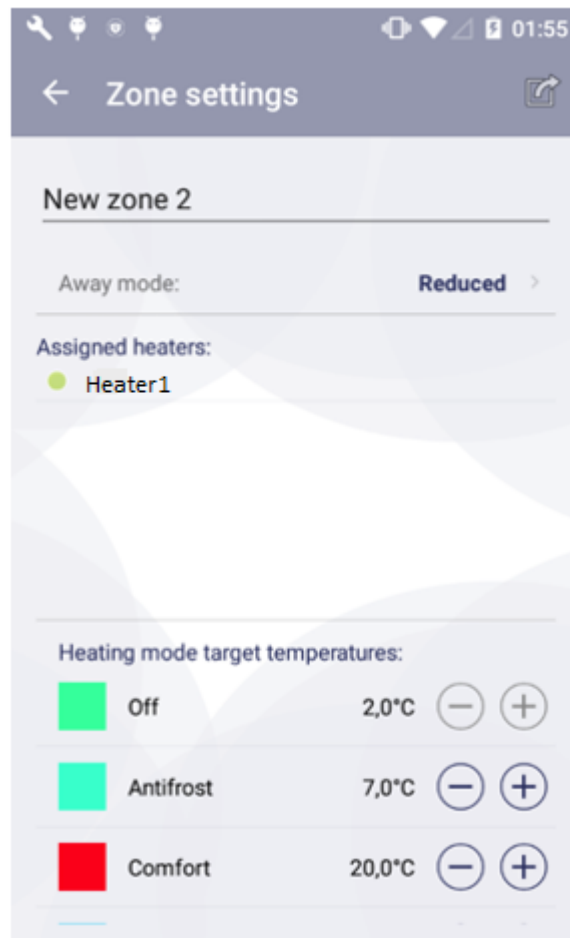 01:55
Zone settings
New zone 2
Away mode: Reduced
Assigned heaters:
Heater1
Heating mode target temperatures:
Off 2,0°C
Antifrost 7,0°C
Comfort 20,0°C